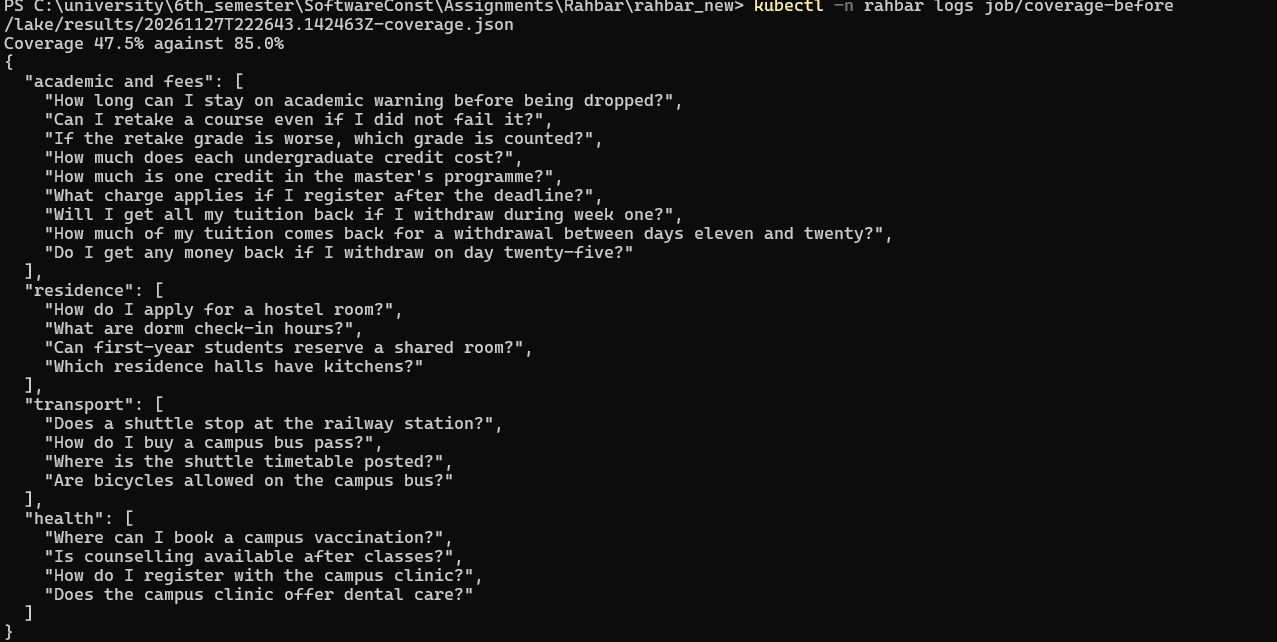 PS C:\university\6th_semester\SoftwareConst\Assignments\Rahbar\rahbar_new> kubectl -n rahbar logs job/coverage-before
/lake/results/20261127T222643.142463Z-coverage.json
Coverage 47.5% against 85.0%
{
  "academic and fees": [
    "How long can I stay on academic warning before being dropped?",
    "Can I retake a course even if I did not fail it?",
    "If the retake grade is worse, which grade is counted?",
    "How much does each undergraduate credit cost?",
    "How much is one credit in the master's programme?",
    "What charge applies if I register after the deadline?",
    "Will I get all my tuition back if I withdraw during week one?",
    "How much of my tuition comes back for a withdrawal between days eleven and twenty?",
    "Do I get any money back if I withdraw on day twenty-five?"
  ],
  "residence": [
    "How do I apply for a hostel room?",
    "What are dorm check-in hours?",
    "Can first-year students reserve a shared room?",
    "Which residence halls have kitchens?"
  ],
  "transport": [
    "Does a shuttle stop at the railway station?",
    "How do I buy a campus bus pass?",
    "Where is the shuttle timetable posted?",
    "Are bicycles allowed on the campus bus?"
  ],
  "health": [
    "Where can I book a campus vaccination?",
    "Is counselling available after classes?",
    "How do I register with the campus clinic?",
    "Does the campus clinic offer dental care?"
  ]
}